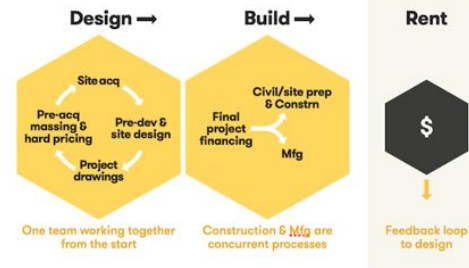 Design →
Site acq
Pre-acq
massing &
hard pricing
Pre-dev &
site design
Project
drawings
One team working together
from the start
Build →
Civil/site prep
& Constrn
Final
project
financing
Mfg
Construction & Mfg are
concurrent processes
Rent
$
Feedback loop
to design